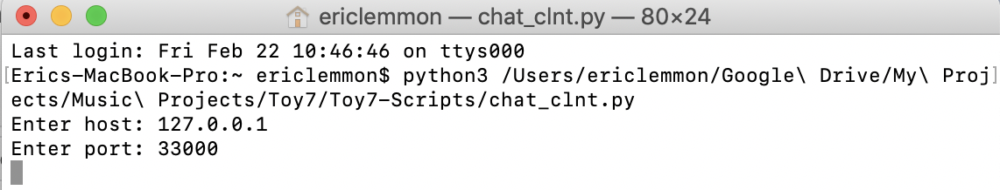 ericlemmon — chat_clnt.py — 80×24
Last login: Fri Feb 22 10:46:46 on ttys000
[Erics-MacBook-Pro:~ ericlemmon$ python3 /Users/ericlemmon/Google\ Drive/My\ Proj]
ects/Music\ Projects/Toy7/Toy7-Scripts/chat_clnt.py
Enter host: 127.0.0.1
Enter port: 33000